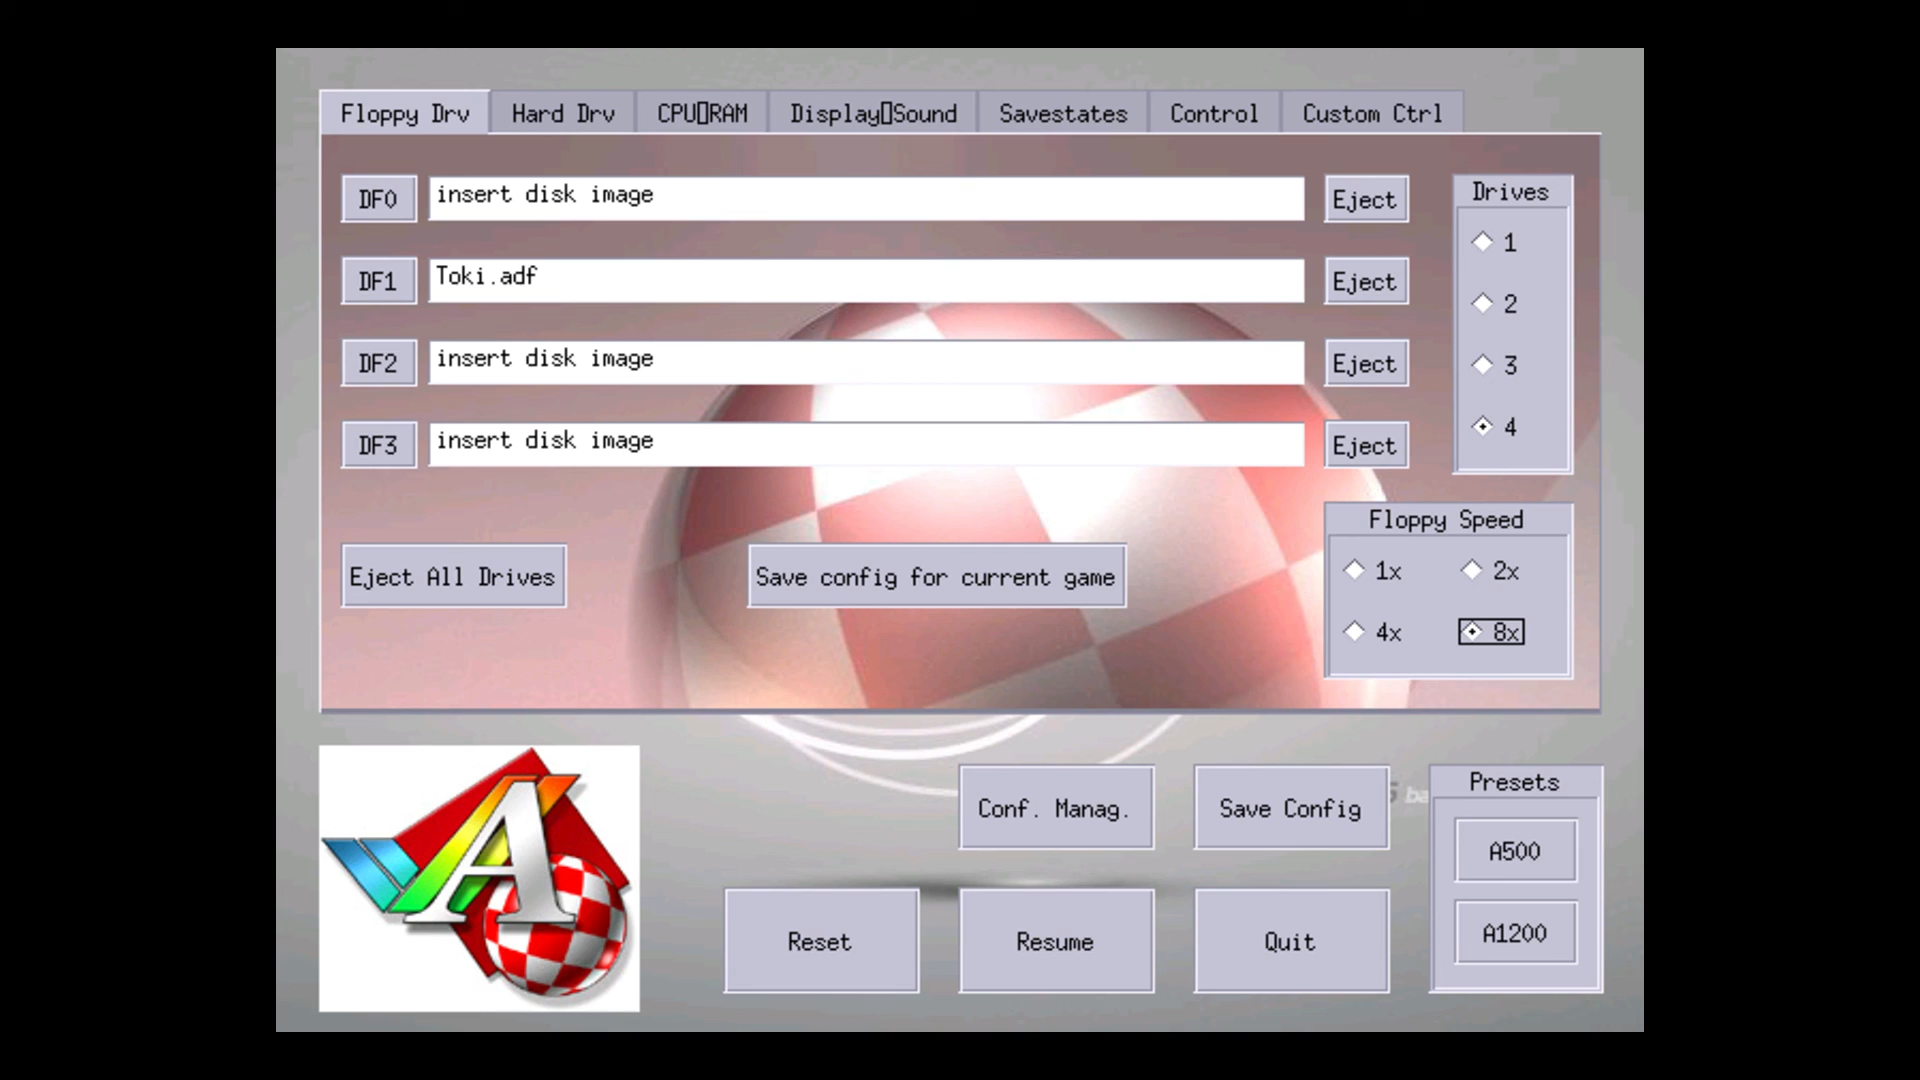 Floppy Drv Hard Drv CPU▯RAM Display▯Sound Savestates Control Custom Ctrl
DF0 insert disk image Eject
DF1 Toki.adf Eject
DF2 insert disk image Eject
DF3 insert disk image Eject
Drives
1
2
3
4
Floppy Speed
1x 2x
4x 8x
Eject All Drives Save config for current game
Conf. Manag. Save Config
Reset Resume Quit
Presets
A500
A1200
A